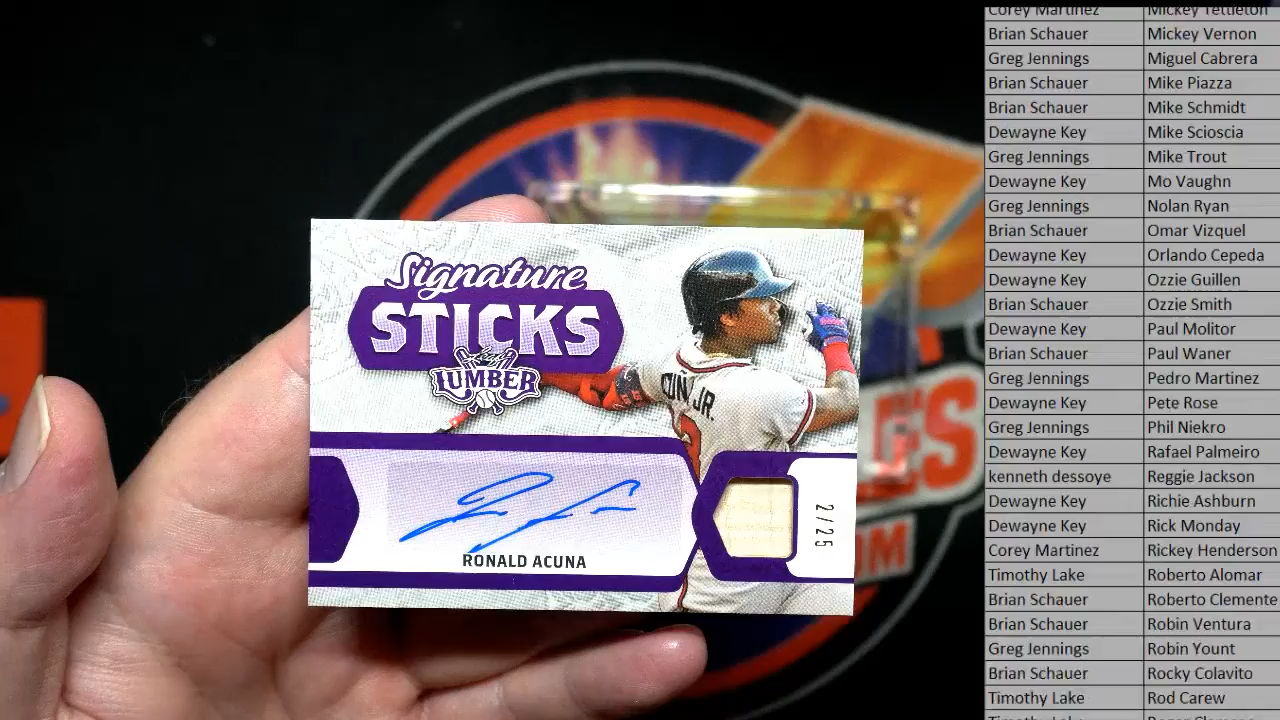 Signature
STICKS
Leaf
LUMBER
RONALD ACUNA
2/25
Corey Martinez Mickey Tettleton
Brian Schauer Mickey Vernon
Greg Jennings Miguel Cabrera
Brian Schauer Mike Piazza
Brian Schauer Mike Schmidt
Dewayne Key Mike Scioscia
Greg Jennings Mike Trout
Dewayne Key Mo Vaughn
Greg Jennings Nolan Ryan
Brian Schauer Omar Vizquel
Dewayne Key Orlando Cepeda
Dewayne Key Ozzie Guillen
Brian Schauer Ozzie Smith
Dewayne Key Paul Molitor
Brian Schauer Paul Waner
Greg Jennings Pedro Martinez
Dewayne Key Pete Rose
Greg Jennings Phil Niekro
Dewayne Key Rafael Palmeiro
kenneth dessoye Reggie Jackson
Dewayne Key Richie Ashburn
Dewayne Key Rick Monday
Corey Martinez Rickey Henderson
Timothy Lake Roberto Alomar
Brian Schauer Roberto Clemente
Brian Schauer Robin Ventura
Greg Jennings Robin Yount
Brian Schauer Rocky Colavito
Timothy Lake Rod Carew